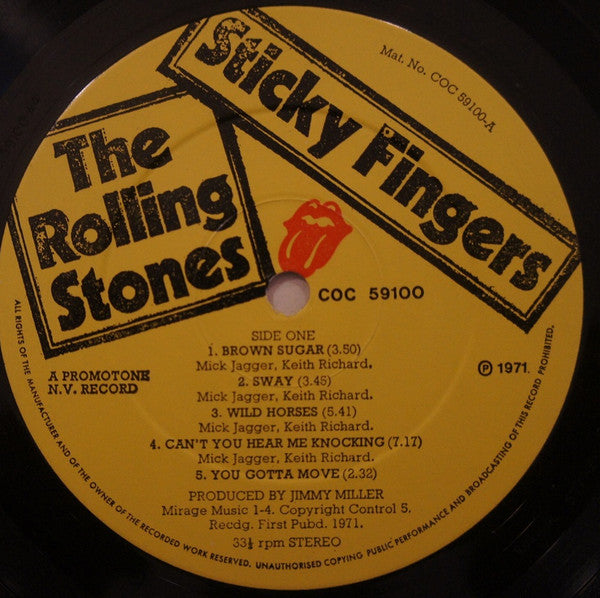 The
Rolling
Stones
Sticky Fingers
Mat. No. COC 59100-A
COC 59100
SIDE ONE
1. BROWN SUGAR (3.50)
Mick Jagger, Keith Richard.
2. SWAY (3.45)
Mick Jagger, Keith Richard.
3. WILD HORSES (5.41)
Mick Jagger, Keith Richard.
4. CAN'T YOU HEAR ME KNOCKING (7.17)
Mick Jagger, Keith Richard.
5. YOU GOTTA MOVE (2.32)
A PROMOTONE
N.V. RECORD
℗ 1971.
PRODUCED BY JIMMY MILLER
Mirage Music 1-4. Copyright Control 5.
Recdg. First Pubd. 1971.
33⅓ rpm STEREO
ALL RIGHTS OF THE MANUFACTURER AND OF THE OWNER OF THE RECORDED WORK RESERVED. UNAUTHORISED COPYING PUBLIC PERFORMANCE AND BROADCASTING OF THIS RECORD PROHIBITED.